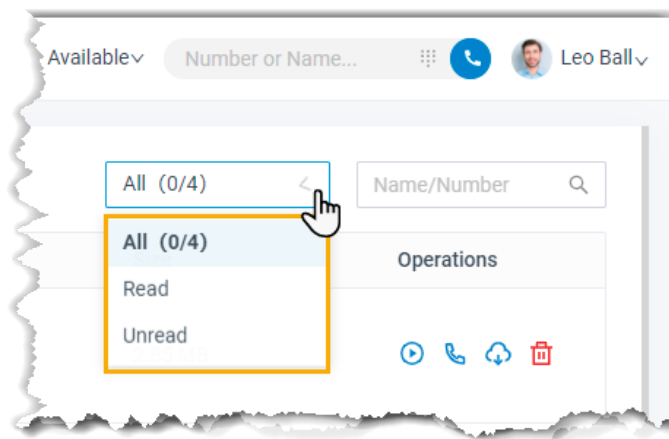 Available
Number or Name...
Leo Ball
All (0/4)
Name/Number
All (0/4)
Operations
Read
Unread